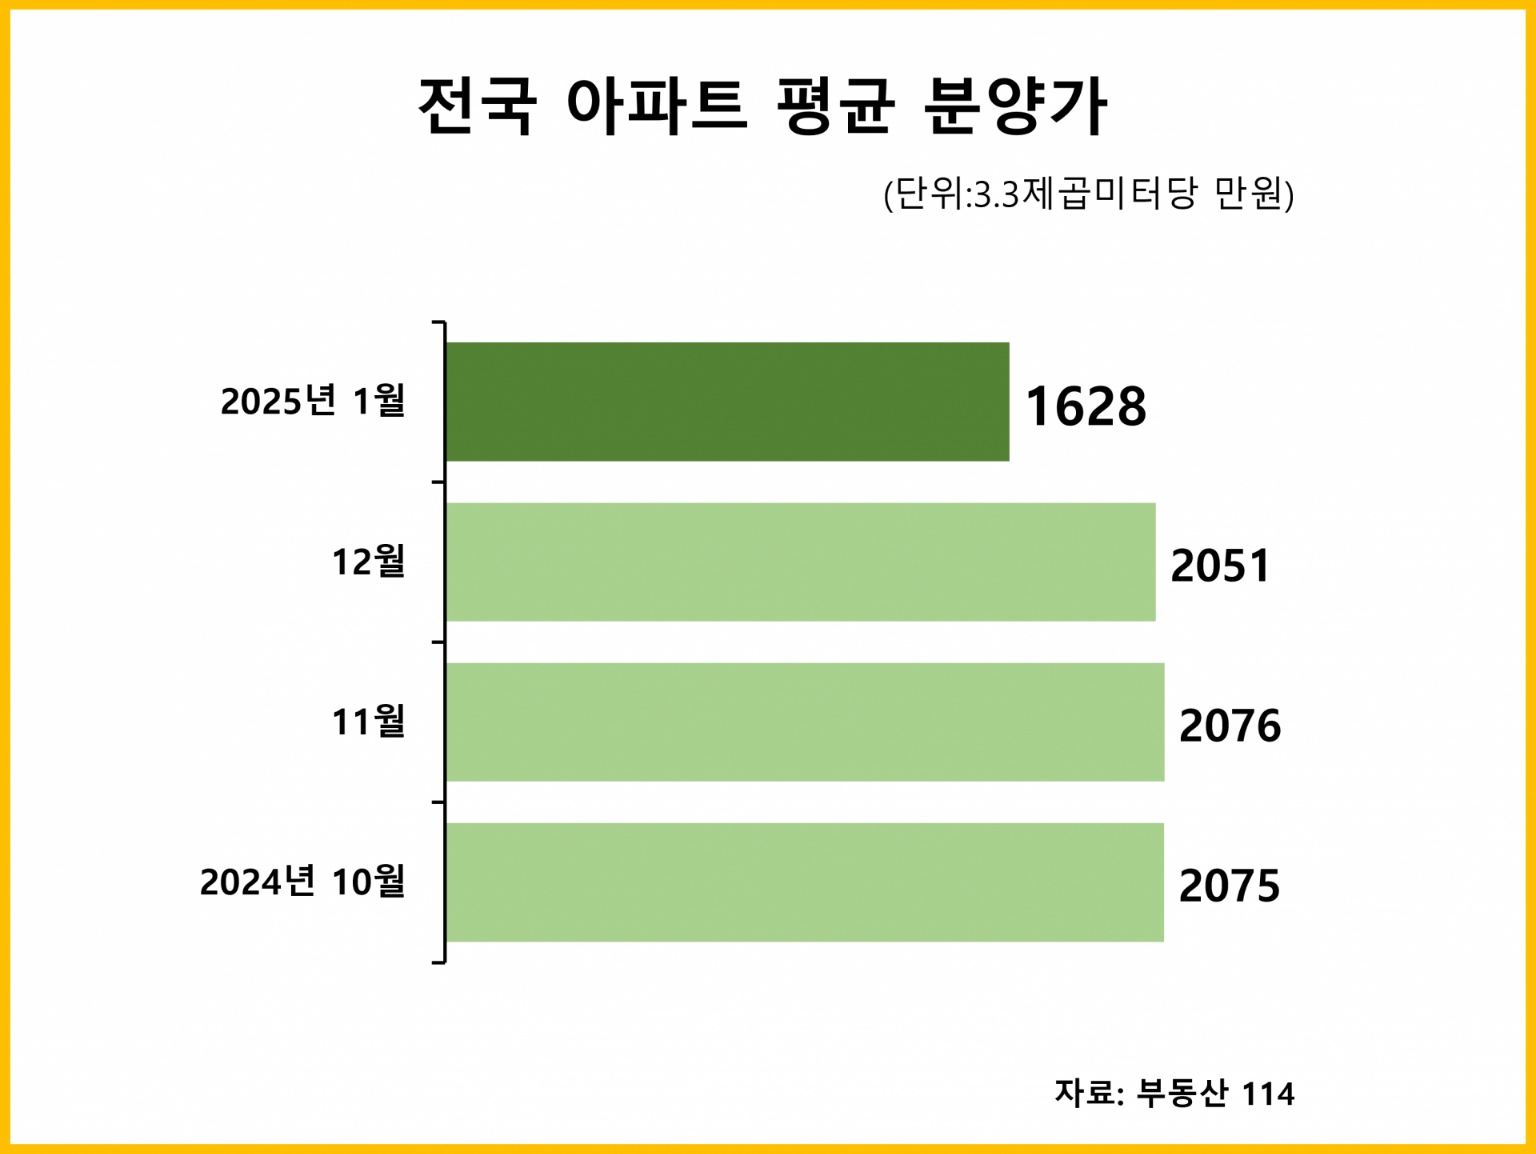 전국 아파트 평균 분양가
(단위:3.3제곱미터당 만원)
2025년 1월 1628
12월 2051
11월 2076
2024년 10월 2075
자료: 부동산 114